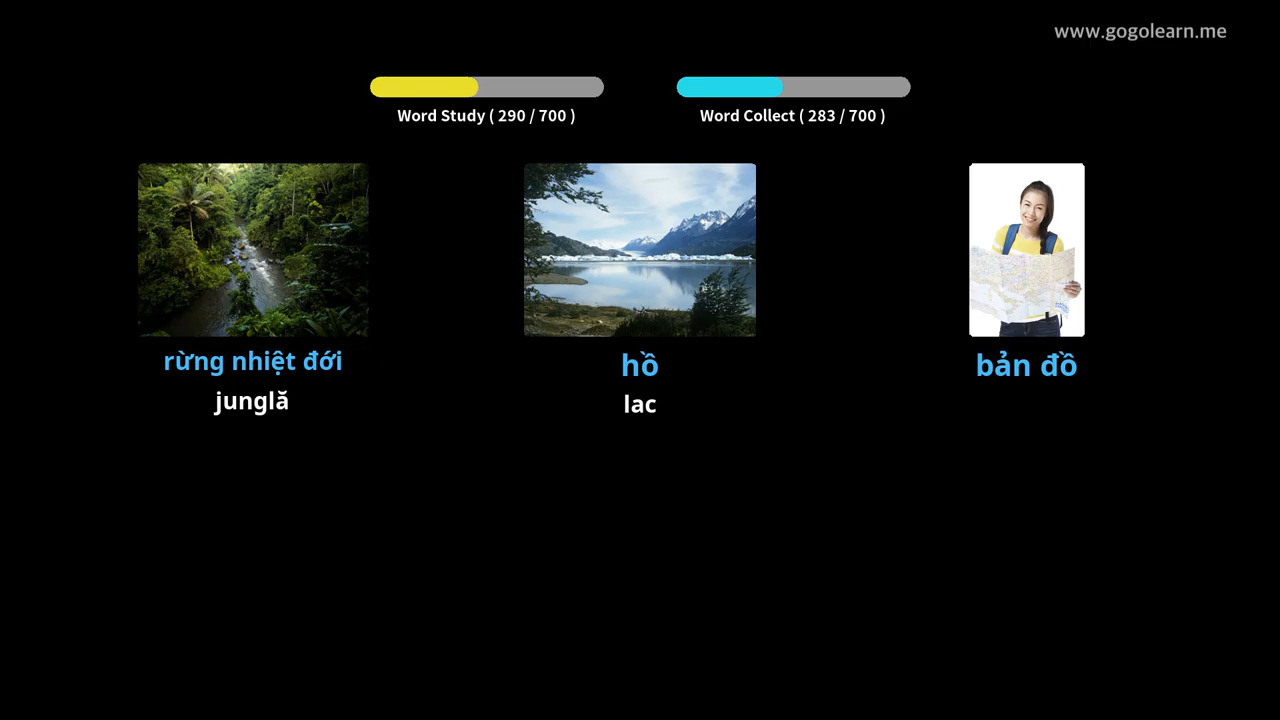 www.gogolearn.me
Word Study ( 290 / 700 )
Word Collect ( 283 / 700 )
rừng nhiệt đới
hồ
bản đồ
junglă
lac